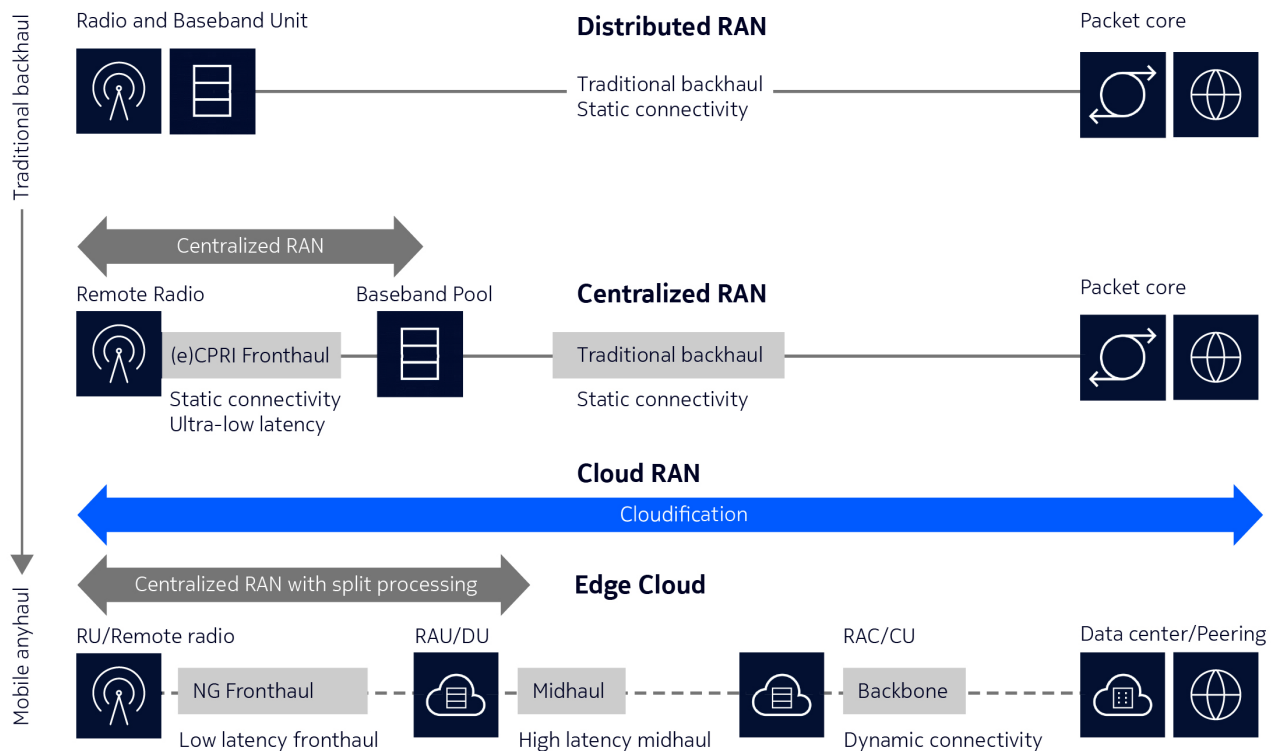 Traditional backhaul
Radio and Baseband Unit
Distributed RAN
Packet core
Traditional backhaul
Static connectivity
Centralized RAN
Remote Radio
Baseband Pool
Centralized RAN
Packet core
(e)CPRI Fronthaul
Traditional backhaul
Static connectivity
Ultra-low latency
Static connectivity
Cloud RAN
Cloudification
Centralized RAN with split processing
Edge Cloud
Mobile anyhaul
RU/Remote radio
RAU/DU
RAC/CU
Data center/Peering
NG Fronthaul
Midhaul
Backbone
Low latency fronthaul
High latency midhaul
Dynamic connectivity